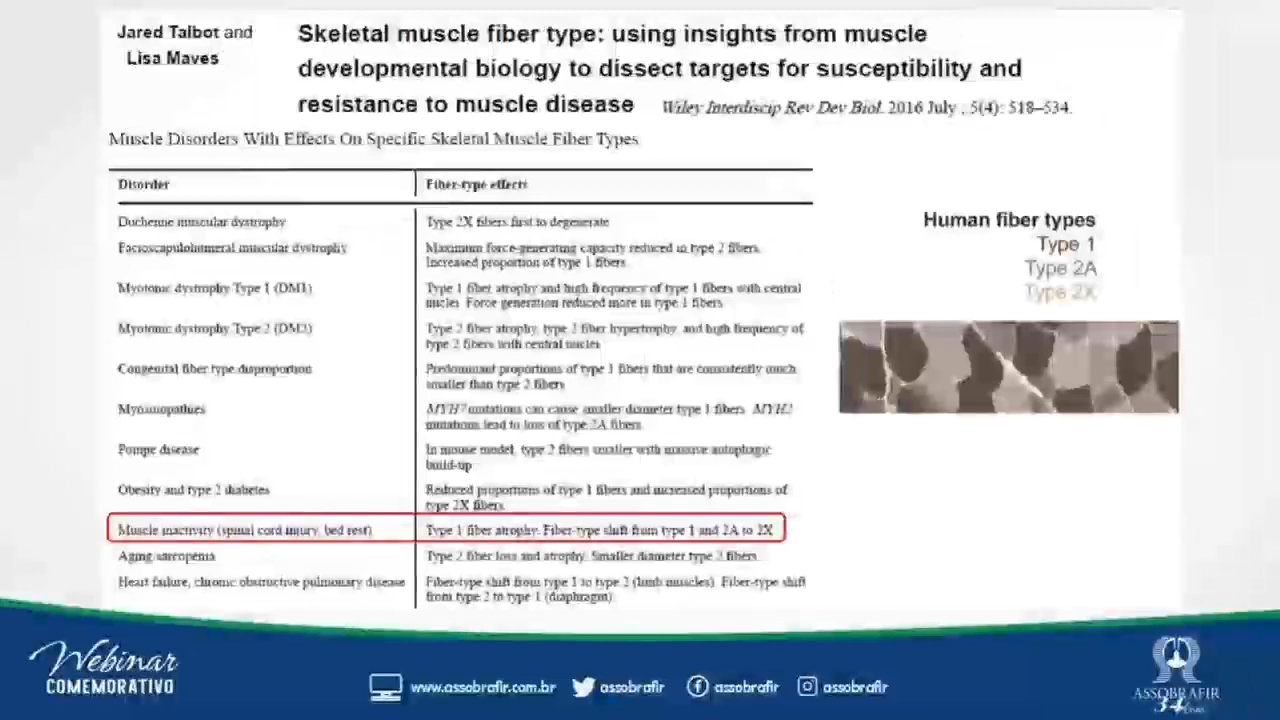 Jared Talbot and
Lisa Maves
Skeletal muscle fiber type: using insights from muscle
developmental biology to dissect targets for susceptibility and
resistance to muscle disease
Wiley Interdiscip Rev Dev Biol. 2016 July , 5(4): 518–534.
Muscle Disorders With Effects On Specific Skeletal Muscle Fiber Types
Disorder
Fiber-type effects
Duchenne muscular dystrophy
Type 2X fibers first to degenerate
Facioscapulohumeral muscular dystrophy
Maximum force-generating capacity reduced in type 2 fibers.
Increased proportion of type 1 fibers
Myotonic dystrophy Type 1 (DM1)
Type 1 fiber atrophy and high frequency of type 1 fibers with central
nuclei. Force generation reduced more in type 1 fibers
Myotonic dystrophy Type 2 (DM2)
Type 2 fiber atrophy, type 2 fiber hypertrophy, and high frequency of
type 2 fibers with central nuclei
Congenital fiber type disproportion
Predominant proportions of type 1 fibers that are consistently much
smaller than type 2 fibers
Myosinopathies
MYH7 mutations can cause smaller diameter type 1 fibers. MYH2
mutations lead to loss of type 2A fibers
Pompe disease
In mouse model, type 2 fibers smaller with massive autophagic
build-up
Obesity and type 2 diabetes
Reduced proportions of type 1 fibers and increased proportions of
type 2X fibers
Muscle inactivity (spinal cord injury, bed rest)
Type 1 fiber atrophy. Fiber-type shift from type 1 and 2A to 2X
Aging/sarcopenia
Type 2 fiber loss and atrophy. Smaller diameter type 2 fibers
Heart failure, chronic obstructive pulmonary disease
Fiber-type shift from type 1 to type 2 (limb muscles). Fiber-type shift
from type 2 to type 1 (diaphragm)
Human fiber types
Type 1
Type 2A
Type 2X
Webinar
COMEMORATIVO
www.assobrafir.com.br
assobrafir
assobrafir
assobrafir
ASSOBRAFIR
34 anos